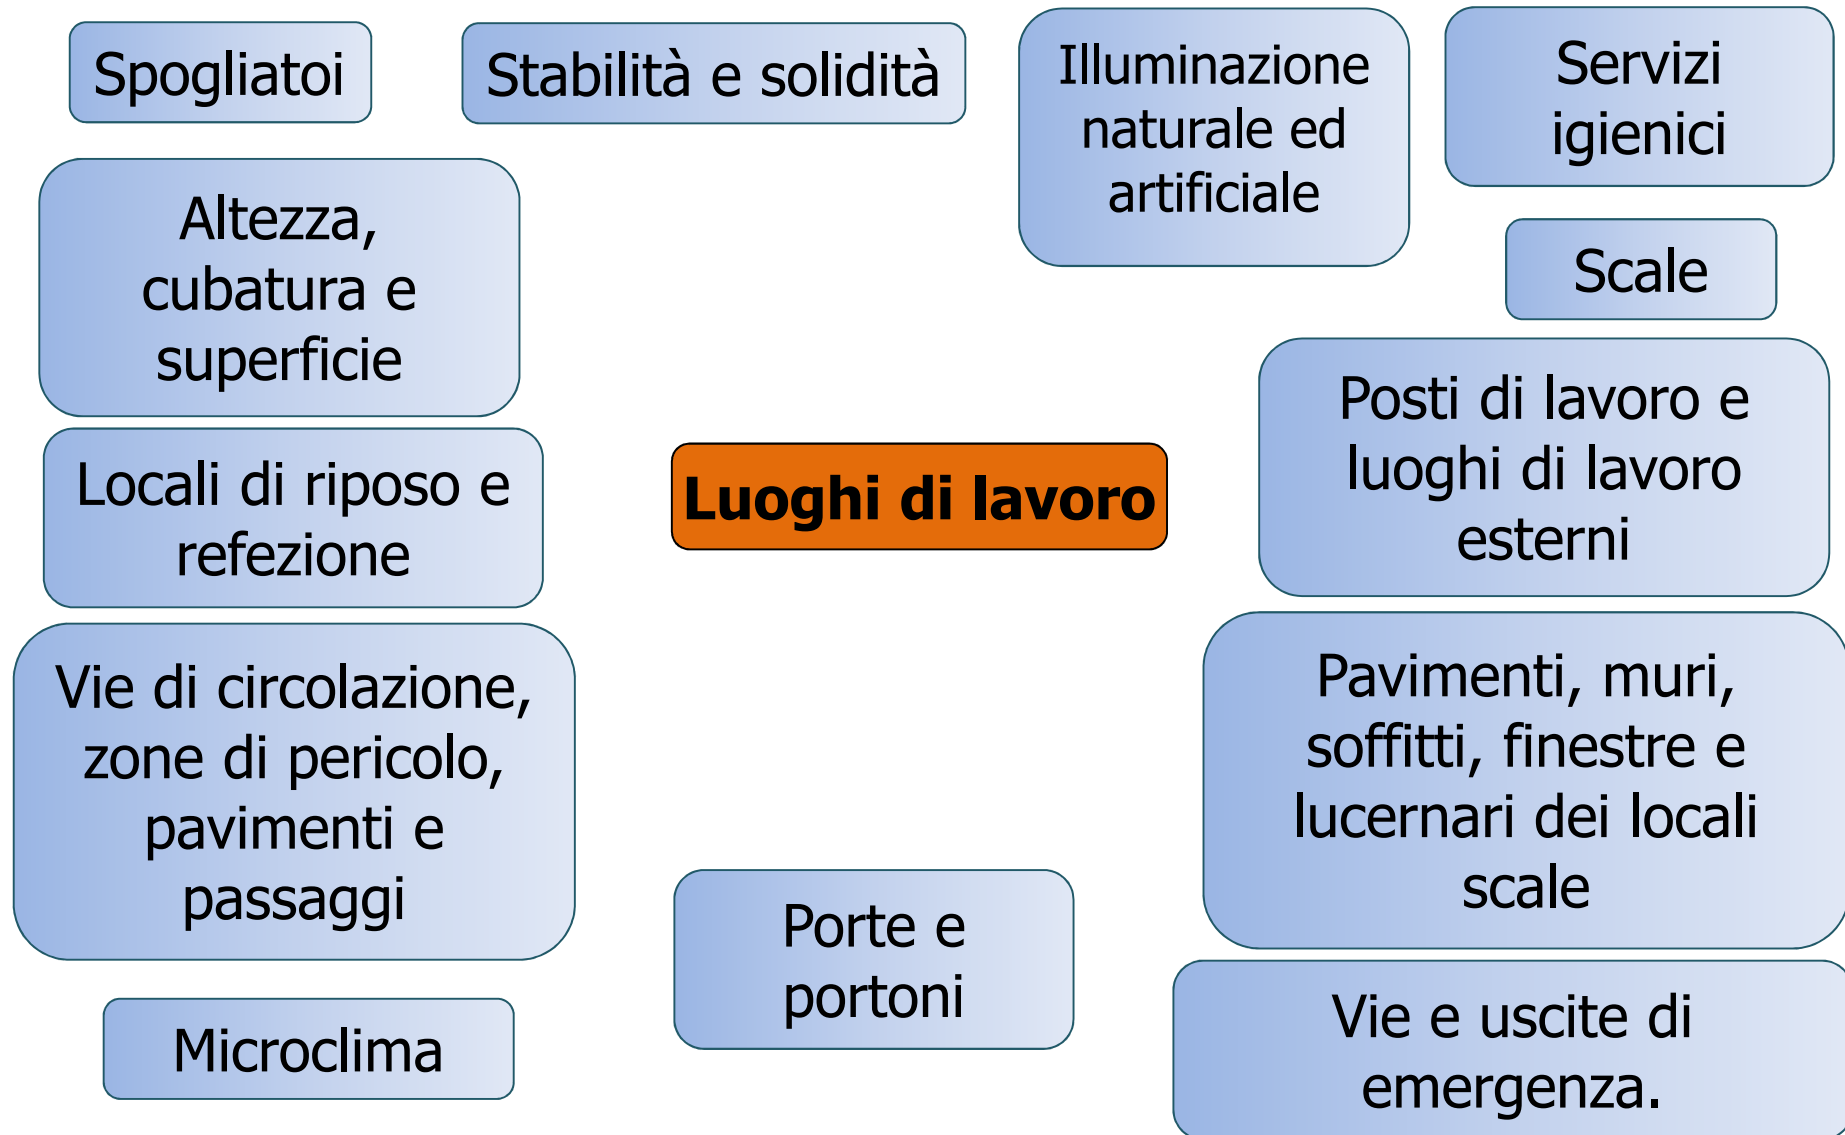 Spogliatoi
Stabilità e solidità
Illuminazione
naturale ed
artificiale
Servizi
igienici
Altezza,
cubatura e
superficie
Scale
Locali di riposo e
refezione
Luoghi di lavoro
Posti di lavoro e
luoghi di lavoro
esterni
Vie di circolazione,
zone di pericolo,
pavimenti e
passaggi
Pavimenti, muri,
soffitti, finestre e
lucernari dei locali
scale
Porte e
portoni
Microclima
Vie e uscite di
emergenza.